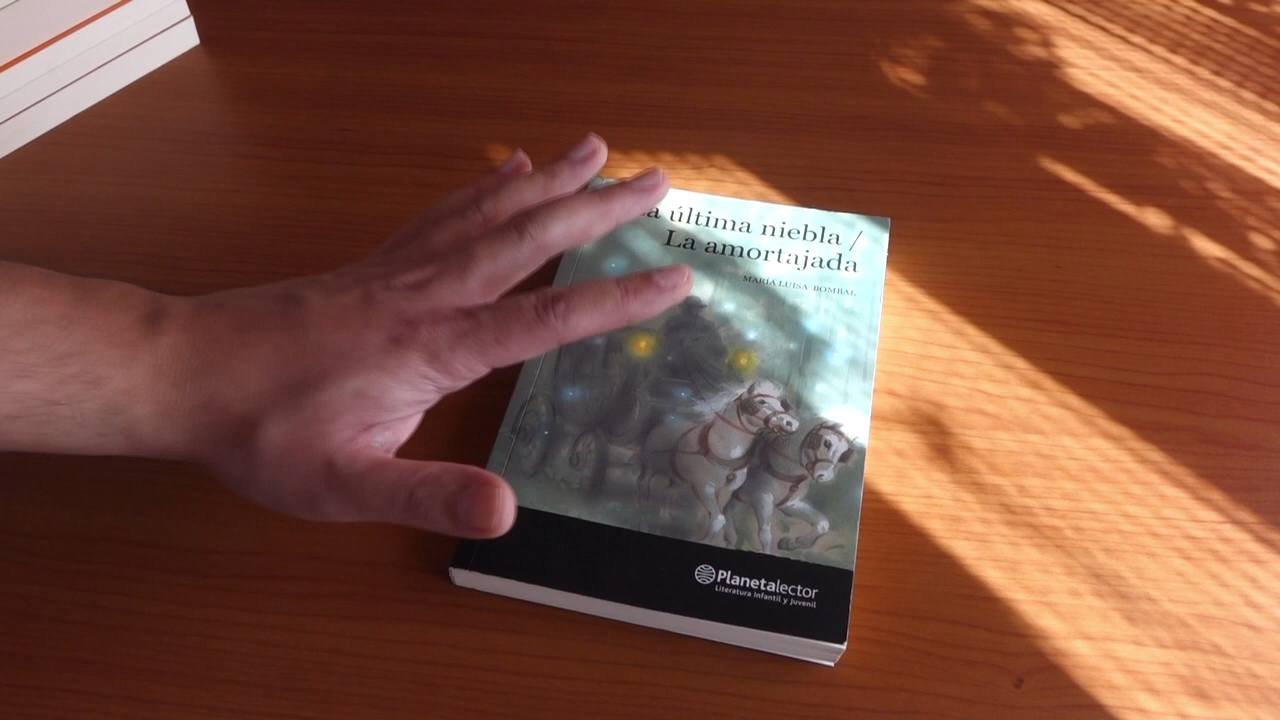 última niebla /
La amortajada
MARÍA LUISA BOMBAL
Planetalector
Literatura Infantil y Juvenil